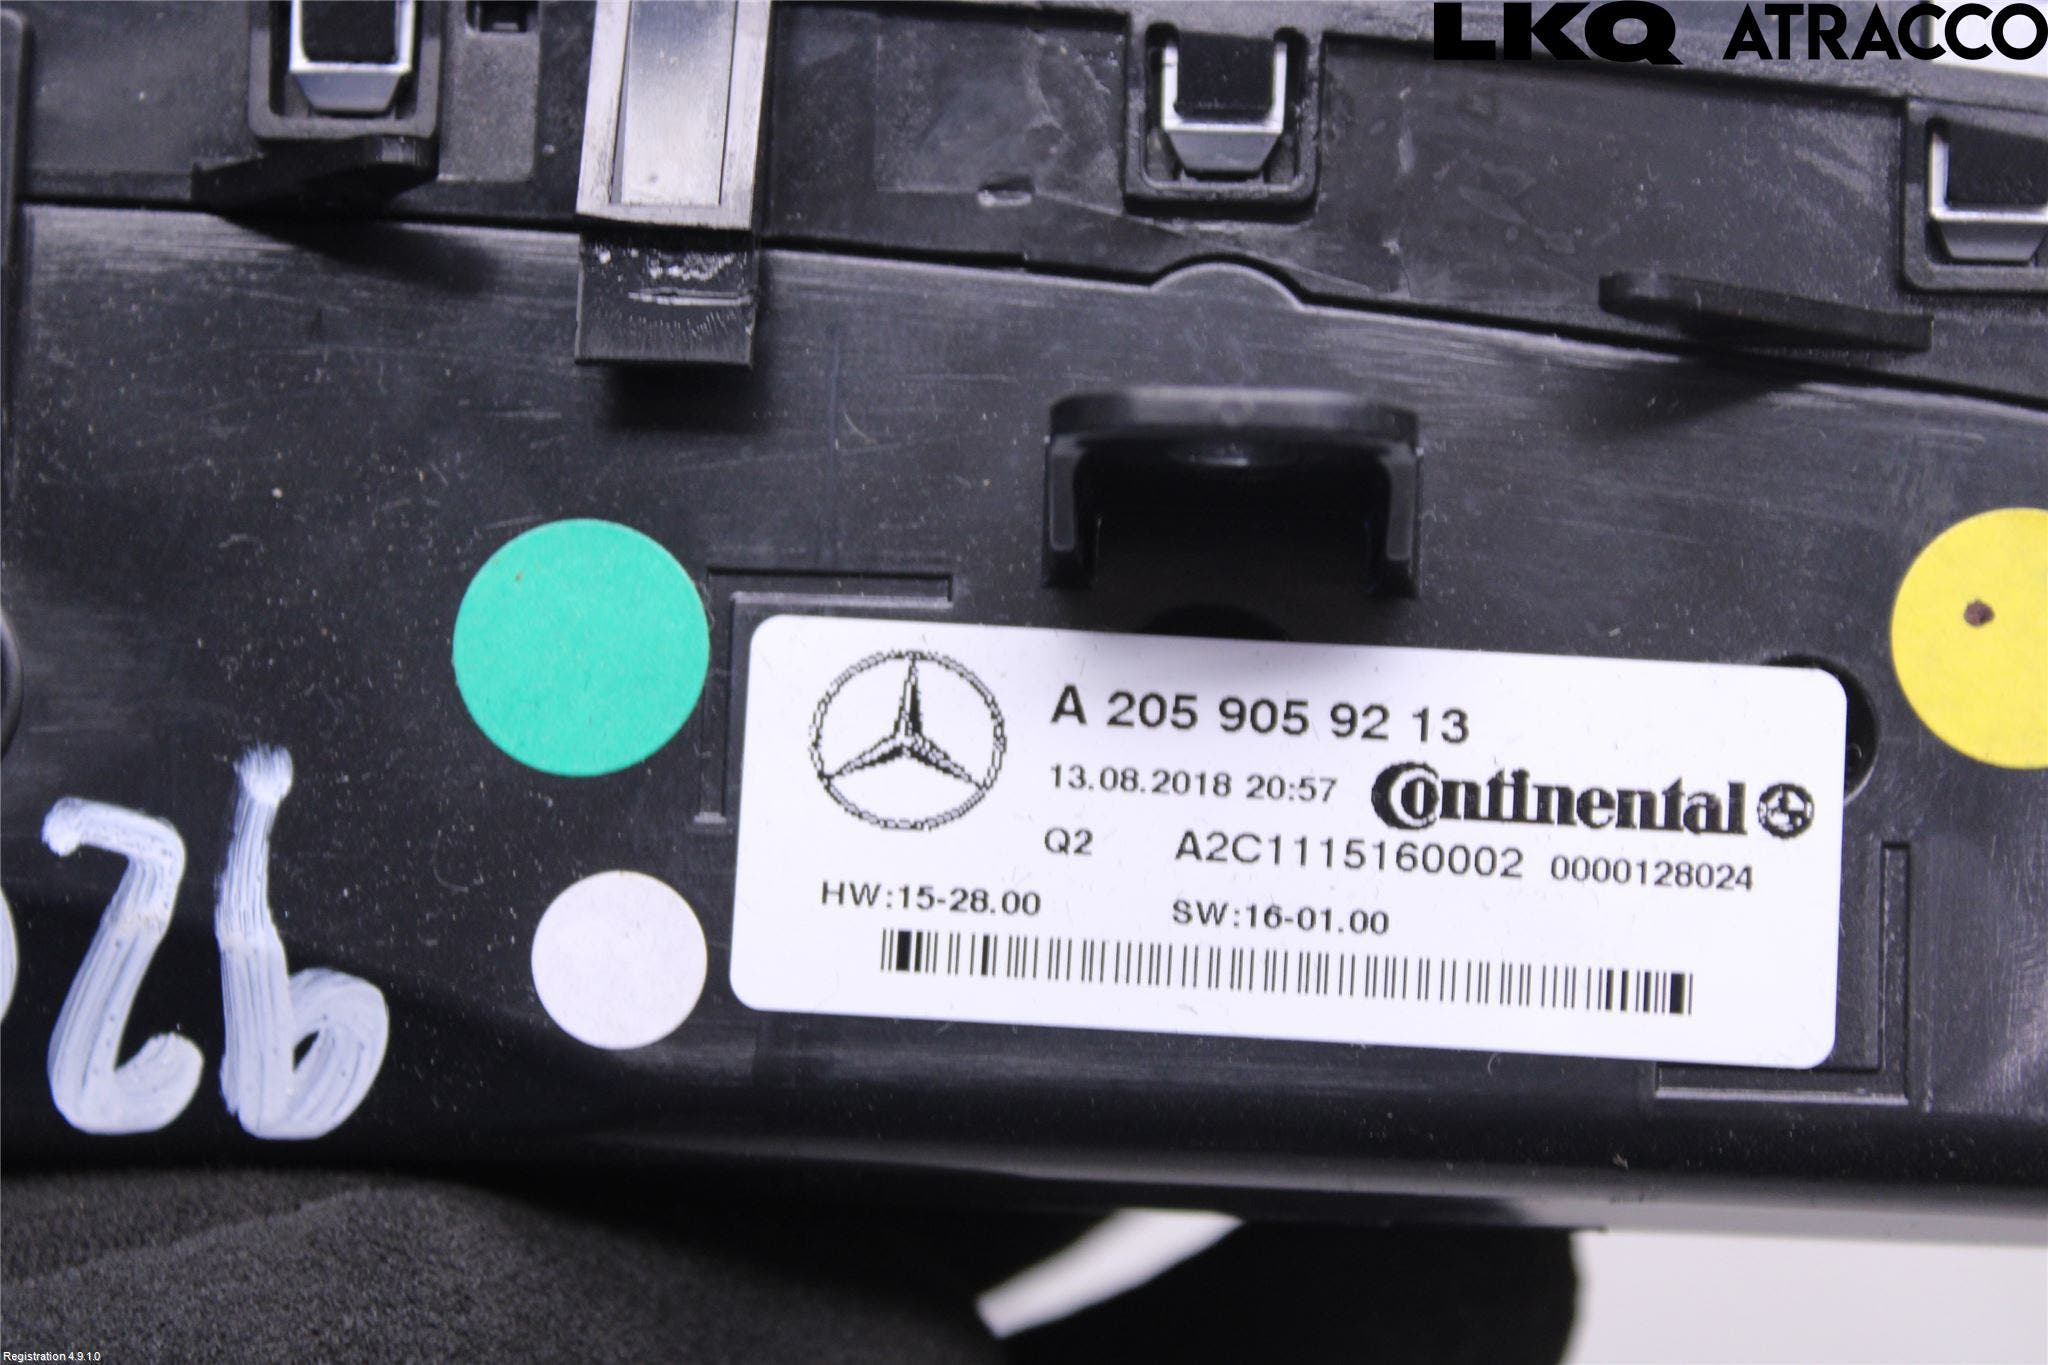 LKQ ATRACCO
A 205 905 92 13
13.08.2018 20:57 Continental
Q2 A2C1115160002 0000128024
HW:15-28.00 SW:16-01.00
26
Registration 4.9.1.0